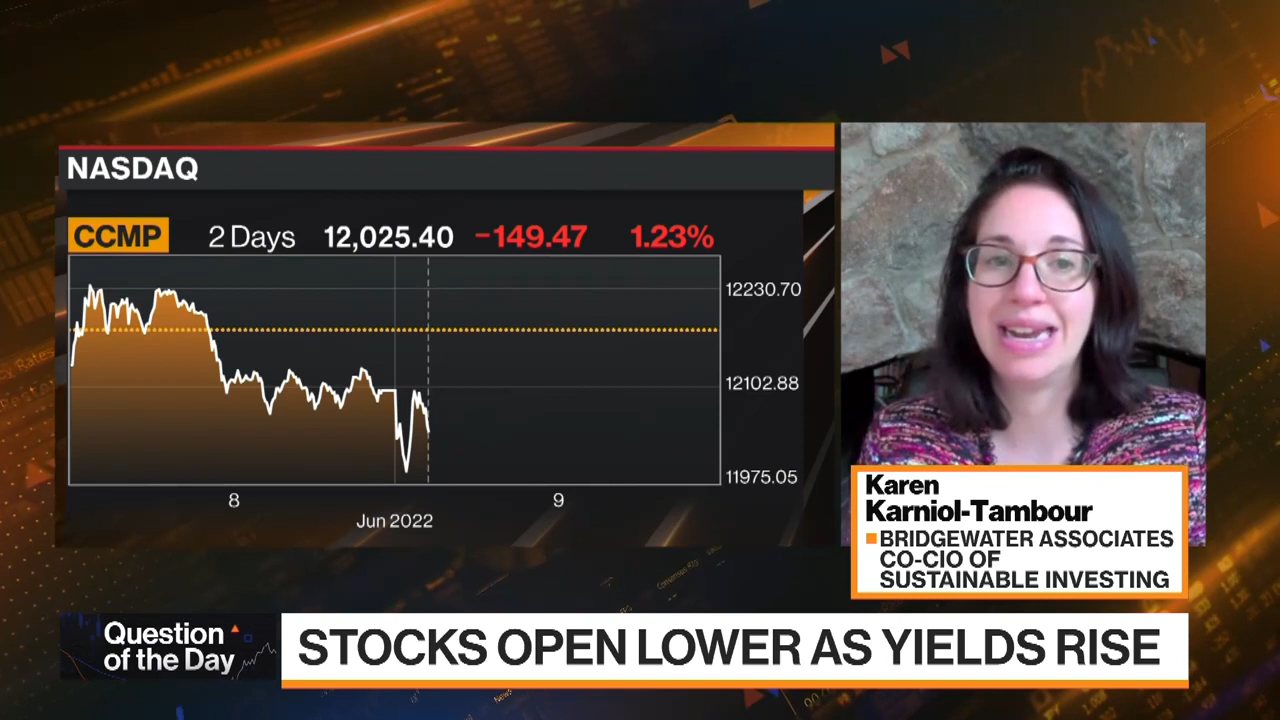 NASDAQ
CCMP 2 Days 12,025.40 -149.47 1.23%
12230.70
12102.88
11975.05
8 9
Jun 2022
Karen
Karniol-Tambour
BRIDGEWATER ASSOCIATES
CO-CIO OF
SUSTAINABLE INVESTING
Question
of the Day
STOCKS OPEN LOWER AS YIELDS RISE